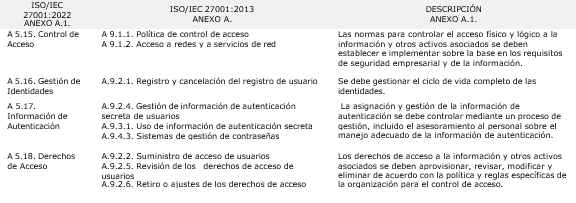 ISO/IEC
27001:2022
ANEXO A.1.
ISO/IEC 27001:2013
ANEXO A.
DESCRIPCIÓN
ANEXO A.1.
A 5.15. Control de
Acceso
A 9.1.1. Política de control de acceso
A 9.1.2. Acceso a redes y a servicios de red
Las normas para controlar el acceso físico y lógico a la
información y otros activos asociados se deben
establecer e implementar sobre la base en los requisitos
de seguridad empresarial y de la información.
A 5.16. Gestión de
Identidades
A.9.2.1. Registro y cancelación del registro de usuario
Se debe gestionar el ciclo de vida completo de las
identidades.
A 5.17.
Información de
Autenticación
A.9.2.4. Gestión de información de autenticación
secreta de usuarios
A.9.3.1. Uso de información de autenticación secreta
A.9.4.3. Sistemas de gestión de contraseñas
La asignación y gestión de la información de
autenticación se debe controlar mediante un proceso de
gestión, incluido el asesoramiento al personal sobre el
manejo adecuado de la información de autenticación.
A 5.18. Derechos
de Acceso
A.9.2.2. Suministro de acceso de usuarios
A.9.2.5. Revisión de los derechos de acceso de
usuarios
A.9.2.6. Retiro o ajustes de los derechos de acceso
Los derechos de acceso a la información y otros activos
asociados se deben aprovisionar, revisar, modificar y
eliminar de acuerdo con la política y reglas específicas de
la organización para el control de acceso.